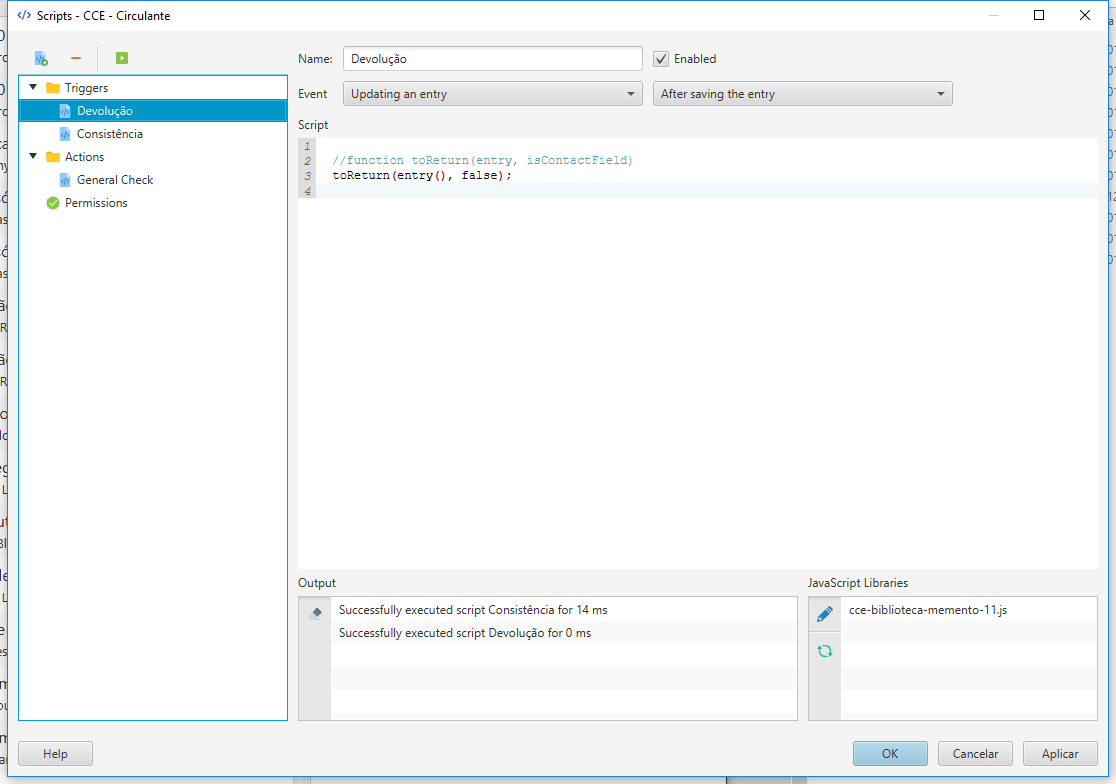 Scripts - CCE - Circulante
Name: Devolução Enabled
Event Updating an entry After saving the entry
Script
Triggers
Devolução
Consistência
Actions
General Check
Permissions
1
2 //function toReturn(entry, isContactField)
3 toReturn(entry(), false);
4
Output
Successfully executed script Consistência for 14 ms
Successfully executed script Devolução for 0 ms
JavaScript Libraries
cce-biblioteca-memento-11.js
Help OK Cancelar Aplicar